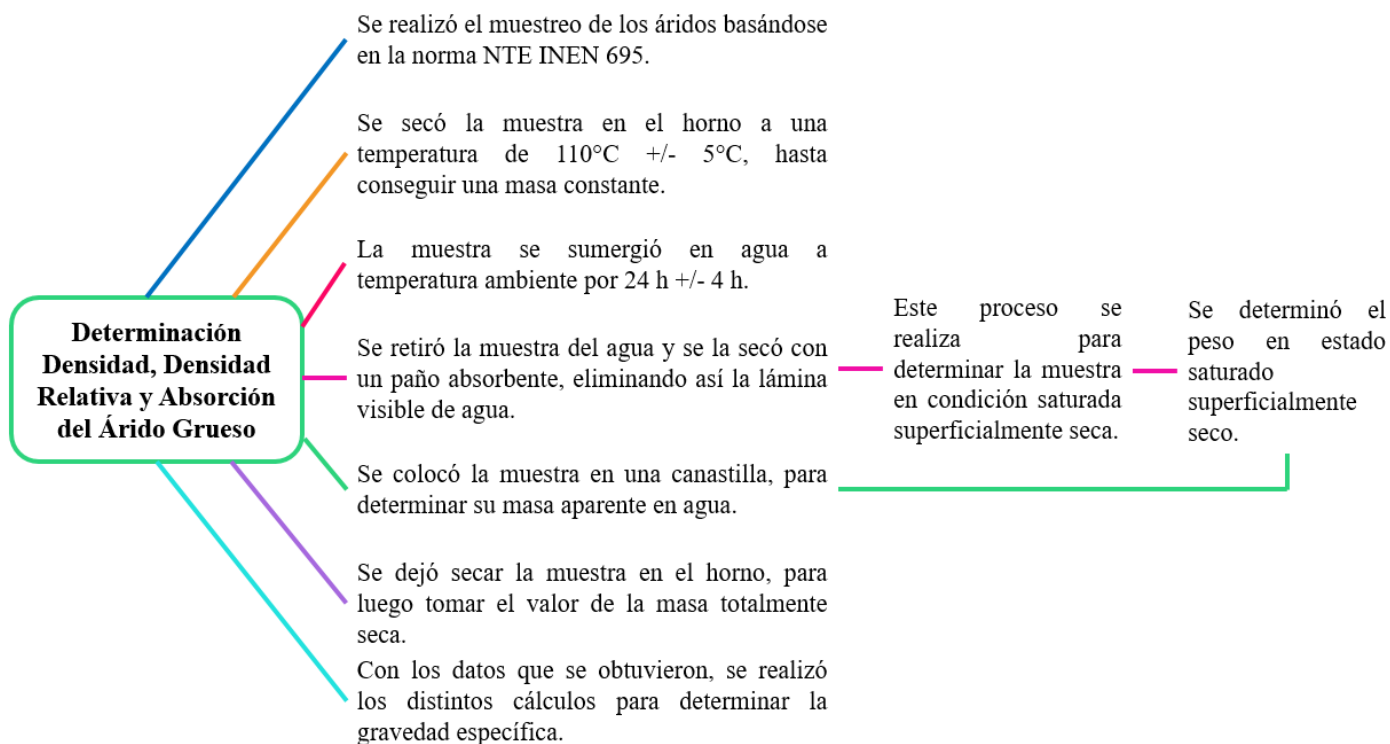 Se realizó el muestreo de los áridos basándose
en la norma NTE INEN 695.
Se secó la muestra en el horno a una
temperatura de 110°C +/- 5°C, hasta
conseguir una masa constante.
La muestra se sumergió en agua a
temperatura ambiente por 24 h +/- 4 h.
Determinación
Densidad, Densidad
Relativa y Absorción
del Árido Grueso
Se retiró la muestra del agua y se la secó con
un paño absorbente, eliminando así la lámina
visible de agua.
Este proceso se
realiza para
determinar la muestra
en condición saturada
superficialmente seca.
Se determinó el
peso en estado
saturado
superficialmente
seco.
Se colocó la muestra en una canastilla, para
determinar su masa aparente en agua.
Se dejó secar la muestra en el horno, para
luego tomar el valor de la masa totalmente
seca.
Con los datos que se obtuvieron, se realizó
los distintos cálculos para determinar la
gravedad específica.